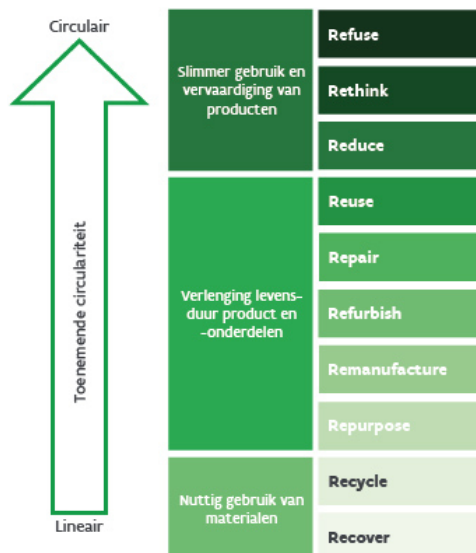 Circulair
Toenemende circulariteit
Lineair
Slimmer gebruik en
vervaardiging van
producten
Refuse
Rethink
Reduce
Verlenging levens-
duur product en
-onderdelen
Reuse
Repair
Refurbish
Remanufacture
Repurpose
Nuttig gebruik van
materialen
Recycle
Recover